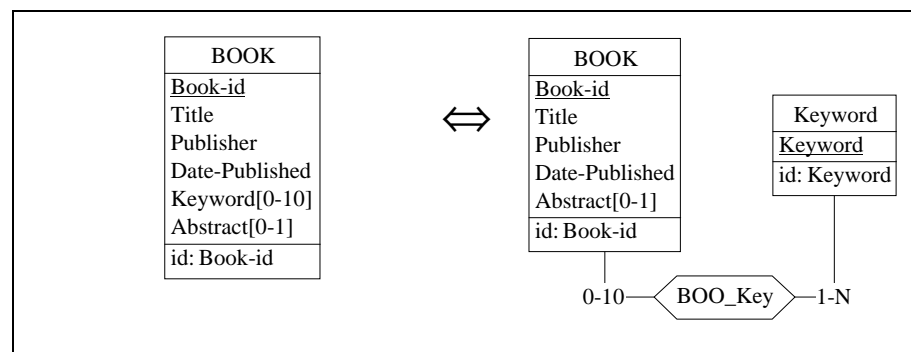 BOOK
Book-id
Title
Publisher
Date-Published
Keyword[0-10]
Abstract[0-1]
id: Book-id
⇔
BOOK
Book-id
Title
Publisher
Date-Published
Abstract[0-1]
id: Book-id
Keyword
Keyword
id: Keyword
0-10
BOO_Key
1-N